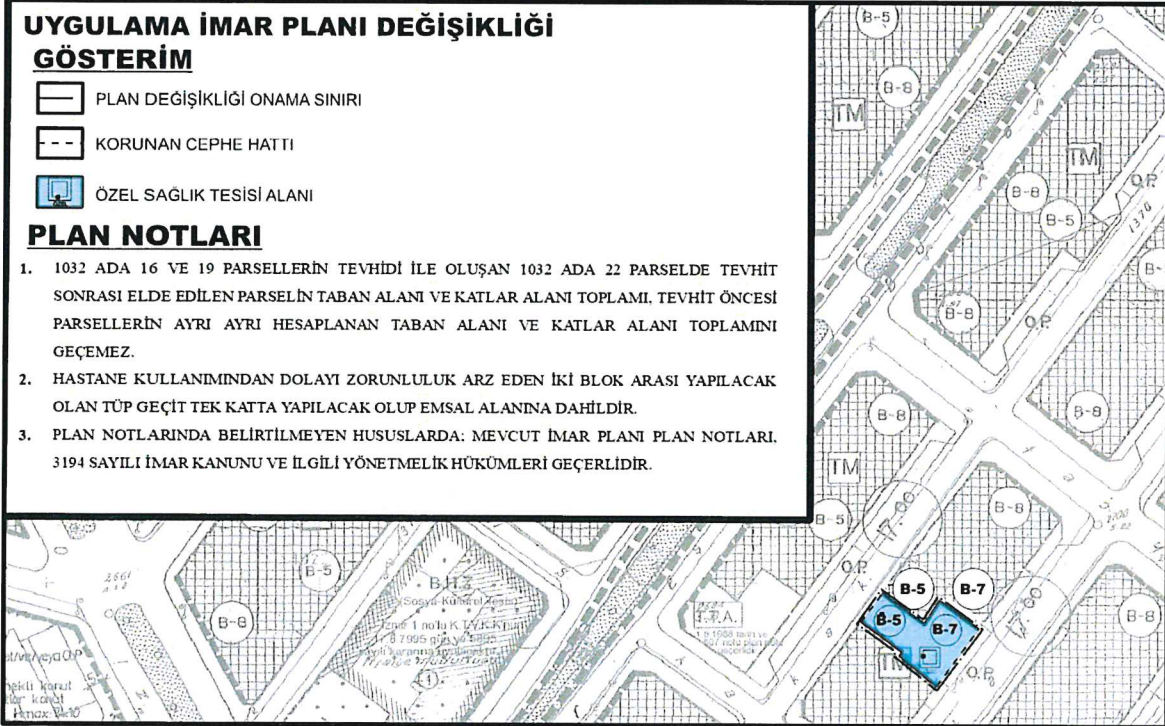 UYGULAMA İMAR PLANI DEĞİŞİKLİĞİ
GÖSTERİM
PLAN DEĞİŞİKLİĞİ ONAMA SINIRI
KORUNAN CEPHE HATTI
ÖZEL SAĞLIK TESİSİ ALANI
PLAN NOTLARI
1. 1032 ADA 16 VE 19 PARSELLERİN TEVHİDİ İLE OLUŞAN 1032 ADA 22 PARSELDE TEVHİT
SONRASI ELDE EDİLEN PARSELİN TABAN ALANI VE KATLAR ALANI TOPLAMI, TEVHİT ÖNCESİ
PARSELLERİN AYRI AYRI HESAPLANAN TABAN ALANI VE KATLAR ALANI TOPLAMINI
GEÇEMEZ.
2. HASTANE KULLANIMINDAN DOLAYI ZORUNLULUK ARZ EDEN İKİ BLOK ARASI YAPILACAK
OLAN TÜP GEÇİT TEK KATTA YAPILACAK OLUP EMSAL ALANINA DAHİLDİR.
3. PLAN NOTLARINDA BELİRTİLMEYEN HUSUSLARDA; MEVCUT İMAR PLANI PLAN NOTLARI,
3194 SAYILI İMAR KANUNU VE İLGİLİ YÖNETMELİK HÜKÜMLERİ GEÇERLİDİR.
B-5
B-8
TM
TM
B-8
O.P.
B-5
1370
B-8
O.P.
B-8
B-8
TM
B-5
17.00
B-8
O.P.
B-5
B-7
B-5
B-7
17.00
B-8
TM
O.P.
B-5
B-8
2661
B.H.Z
(Sosyal-Kültürel Tesis)
1